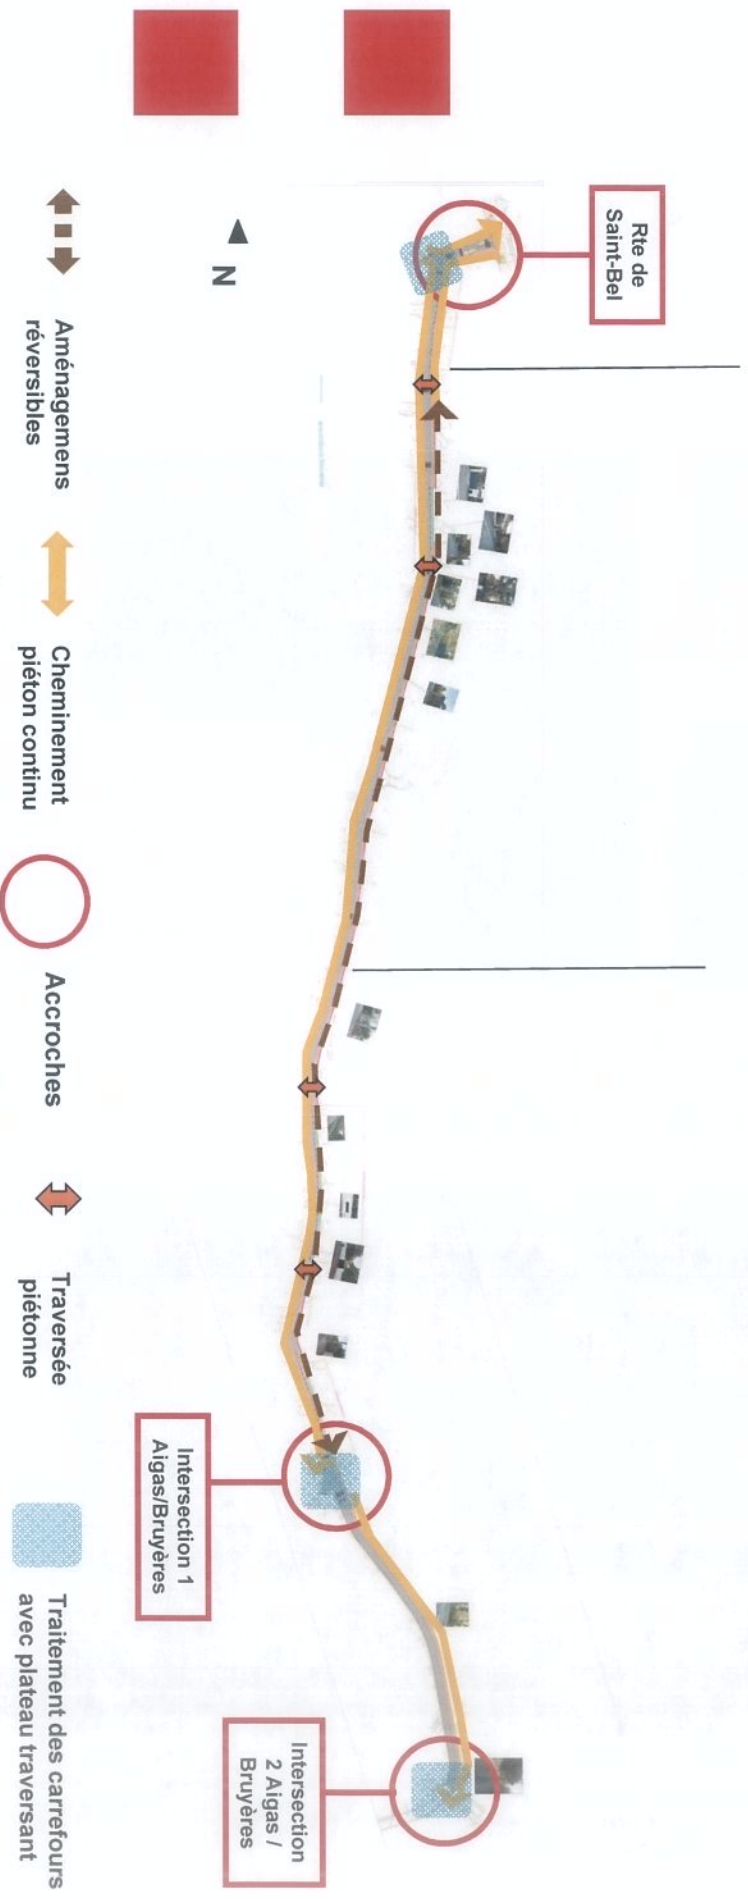 Rte de
Saint-Bel
N
Intersection 1
Aigas/Bruyères
Intersection
2 Aigas /
Bruyères
Aménagemens
réversibles
Cheminement
piéton continu
Accroches
Traversée
piétonne
Traitement des carrefours
avec plateau traversant